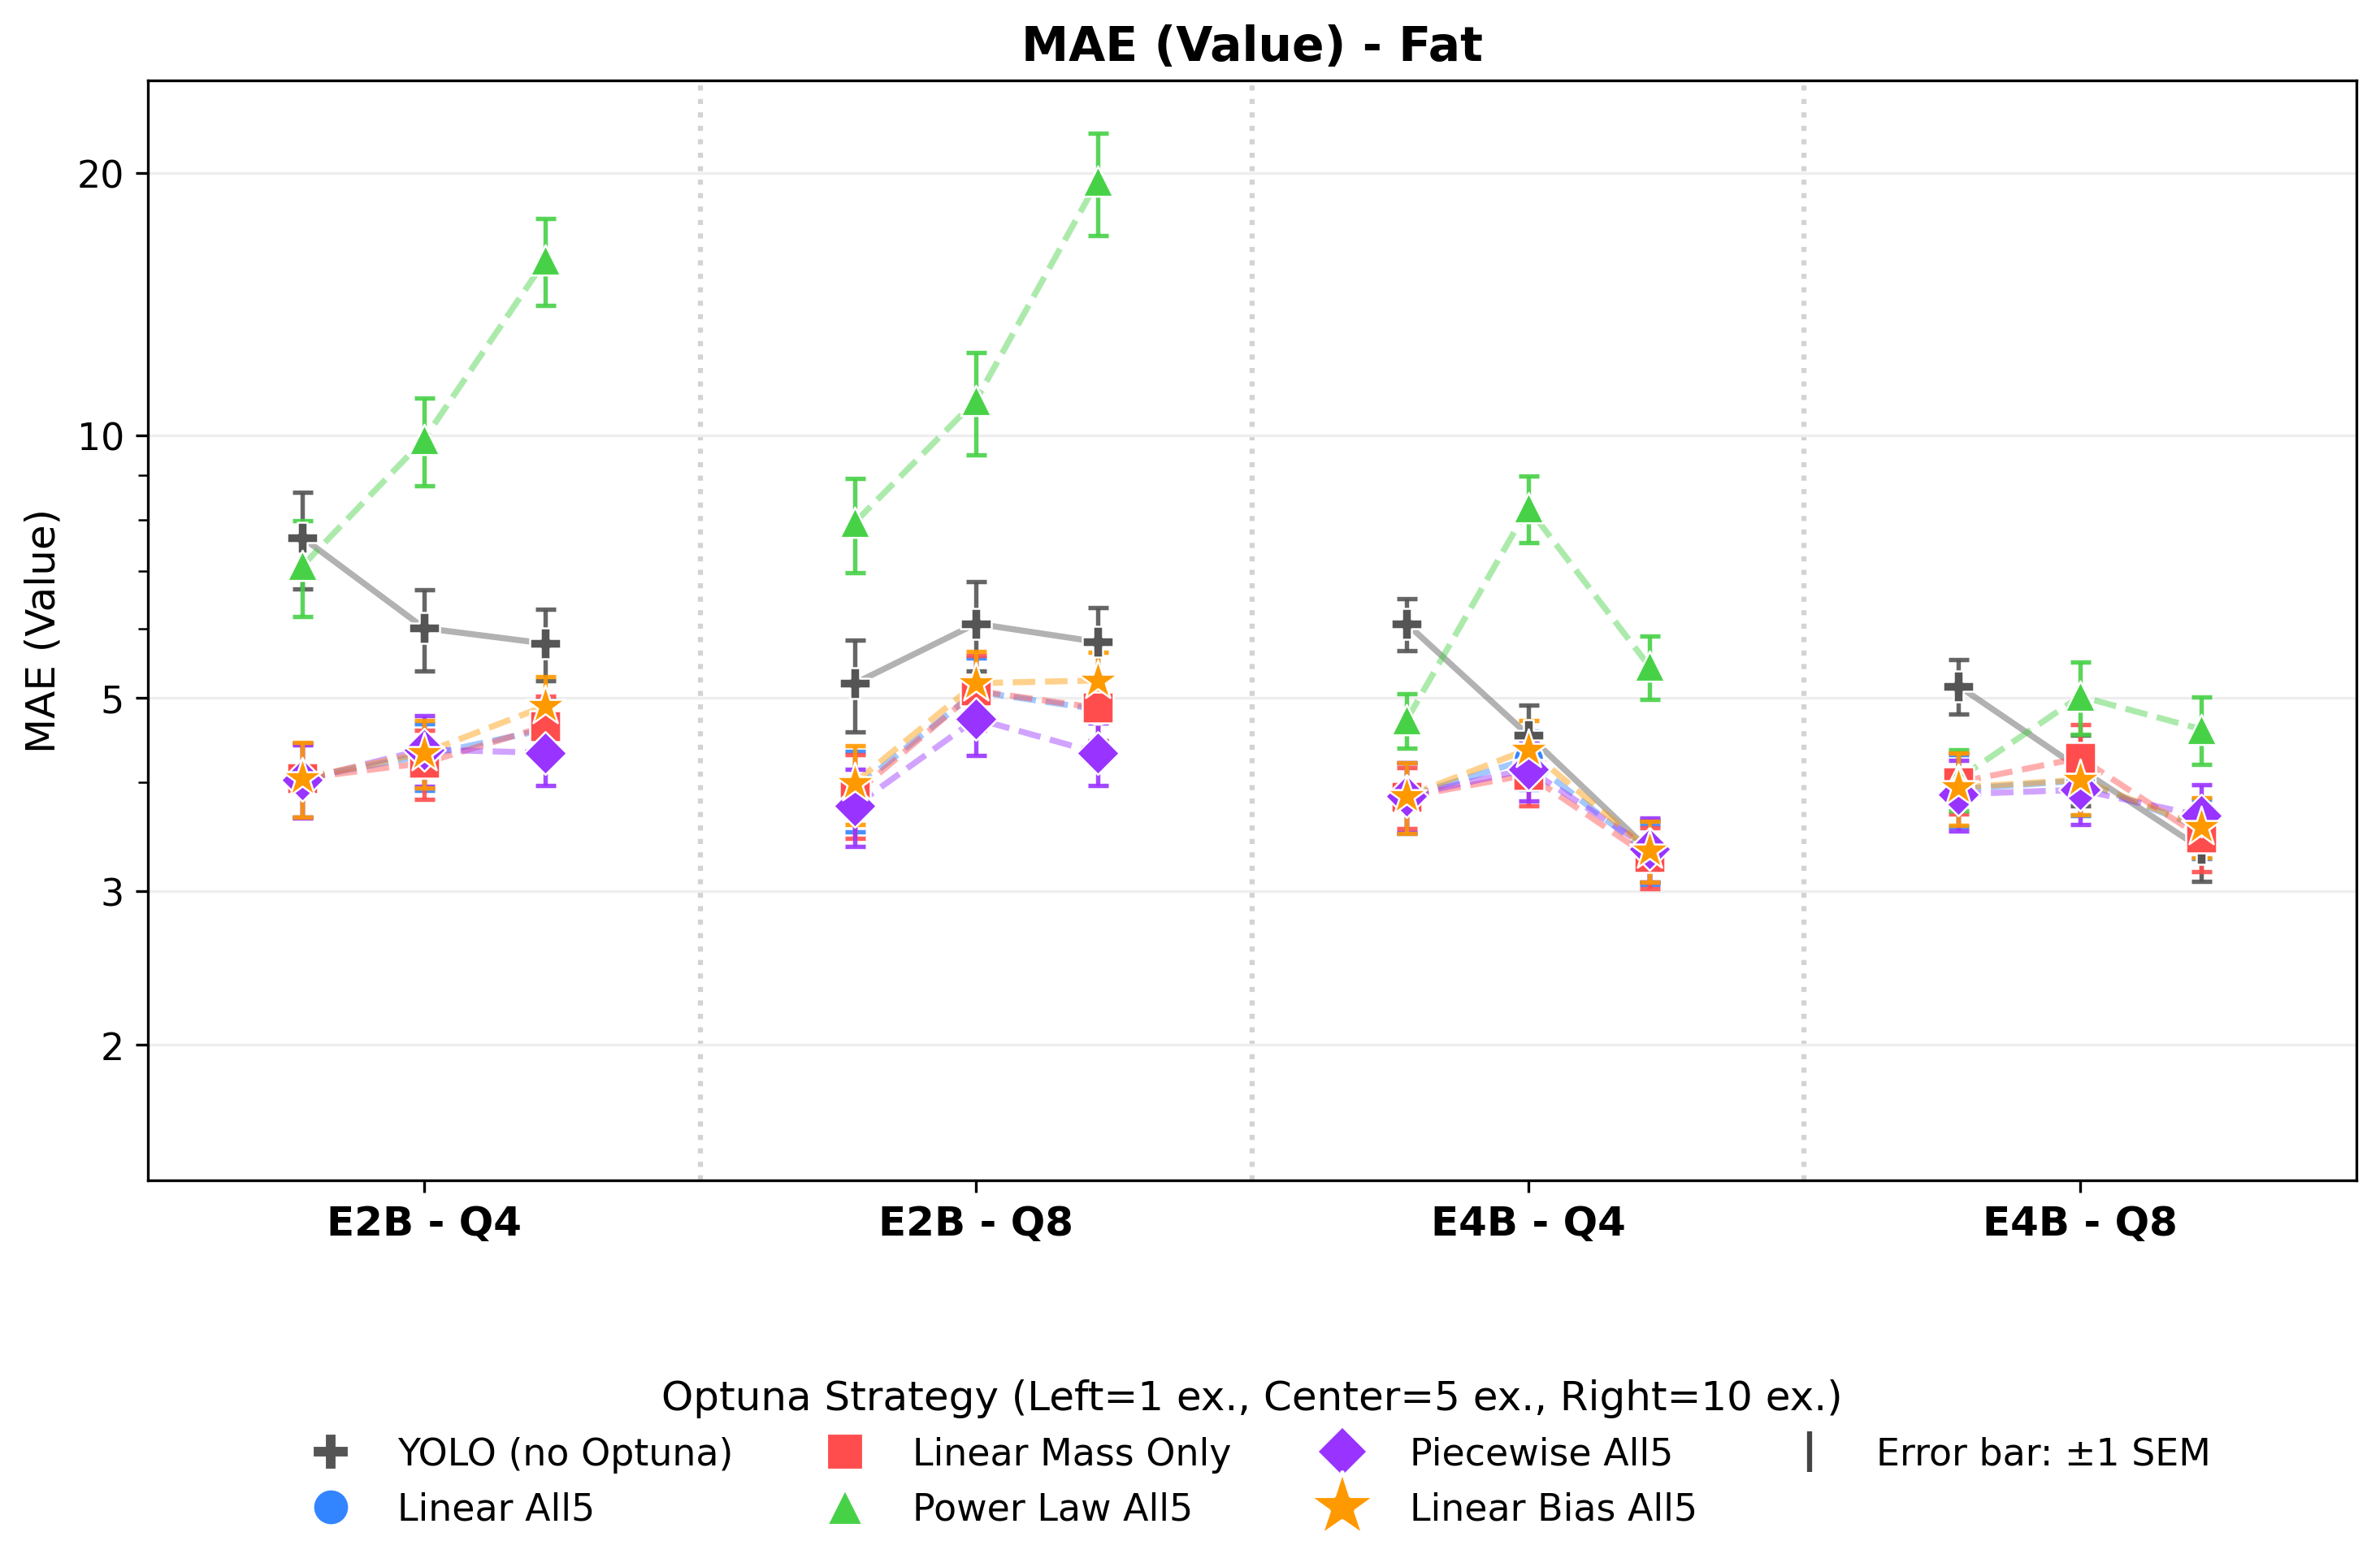 MAE (Value) - Fat
MAE (Value)
20
10
5
3
2
E2B - Q4
E2B - Q8
E4B - Q4
E4B - Q8
Optuna Strategy (Left=1 ex., Center=5 ex., Right=10 ex.)
YOLO (no Optuna)
Linear All5
Linear Mass Only
Power Law All5
Piecewise All5
Linear Bias All5
Error bar: ±1 SEM